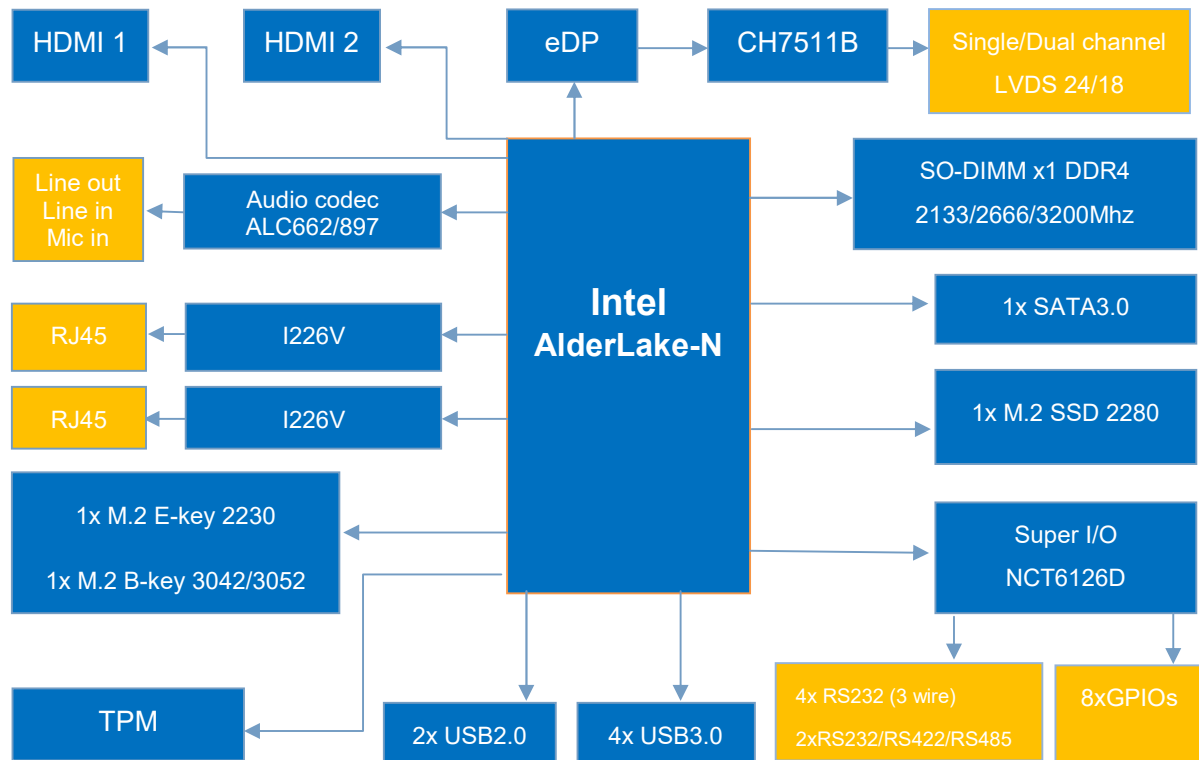 HDMI 1
HDMI 2
eDP
CH7511B
Single/Dual channel
LVDS 24/18
Line out
Line in
Mic in
Audio codec
ALC662/897
SO-DIMM x1 DDR4
2133/2666/3200Mhz
Intel
AlderLake-N
1x SATA3.0
RJ45
I226V
RJ45
I226V
1x M.2 SSD 2280
1x M.2 E-key 2230
1x M.2 B-key 3042/3052
Super I/O
NCT6126D
TPM
2x USB2.0
4x USB3.0
4x RS232 (3 wire)
2xRS232/RS422/RS485
8xGPIOs